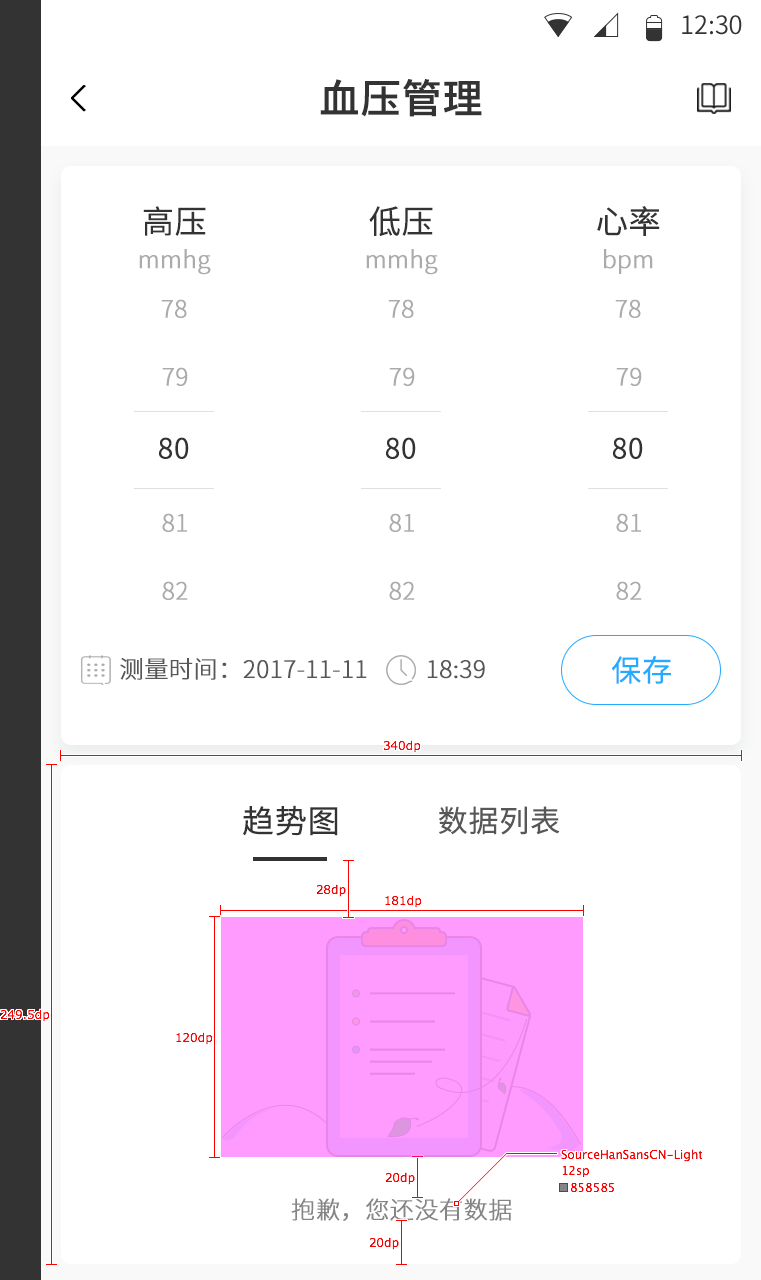 12:30
血压管理
高压 低压 心率
mmhg mmhg bpm
78 78 78
79 79 79
80 80 80
81 81 81
82 82 82
测量时间：2017-11-11 18:39 保存
340dp
趋势图 数据列表
28dp
181dp
249.5dp
120dp
SourceHanSansCN-Light
12sp
858585
20dp
抱歉，您还没有数据
20dp